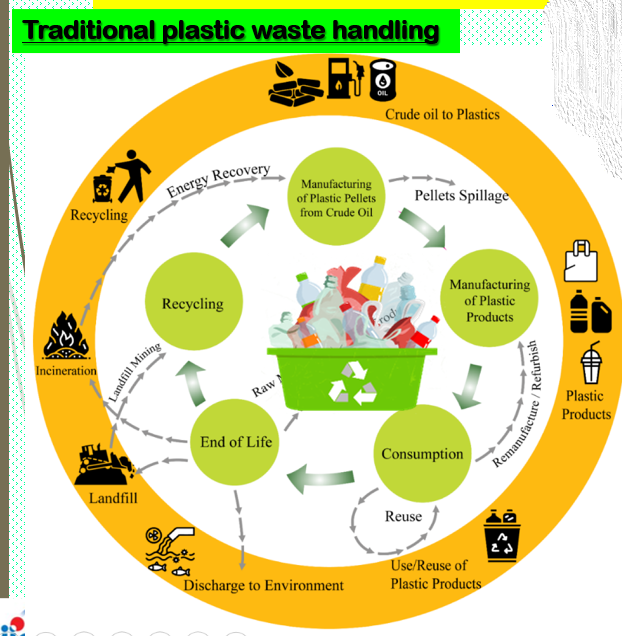 Traditional plastic waste handling
OIL
Crude oil to Plastics
Energy Recovery
Manufacturing
of Plastic Pellets
from Crude Oil
Pellets Spillage
Recycling
Recycling
Manufacturing
of Plastic
Products
rod
Incineration
Landfill Mining
Raw
Remanufacture / Refurbish
Plastic
Products
End of Life
Consumption
Landfill
Reuse
Discharge to Environment
Use/Reuse of
Plastic Products